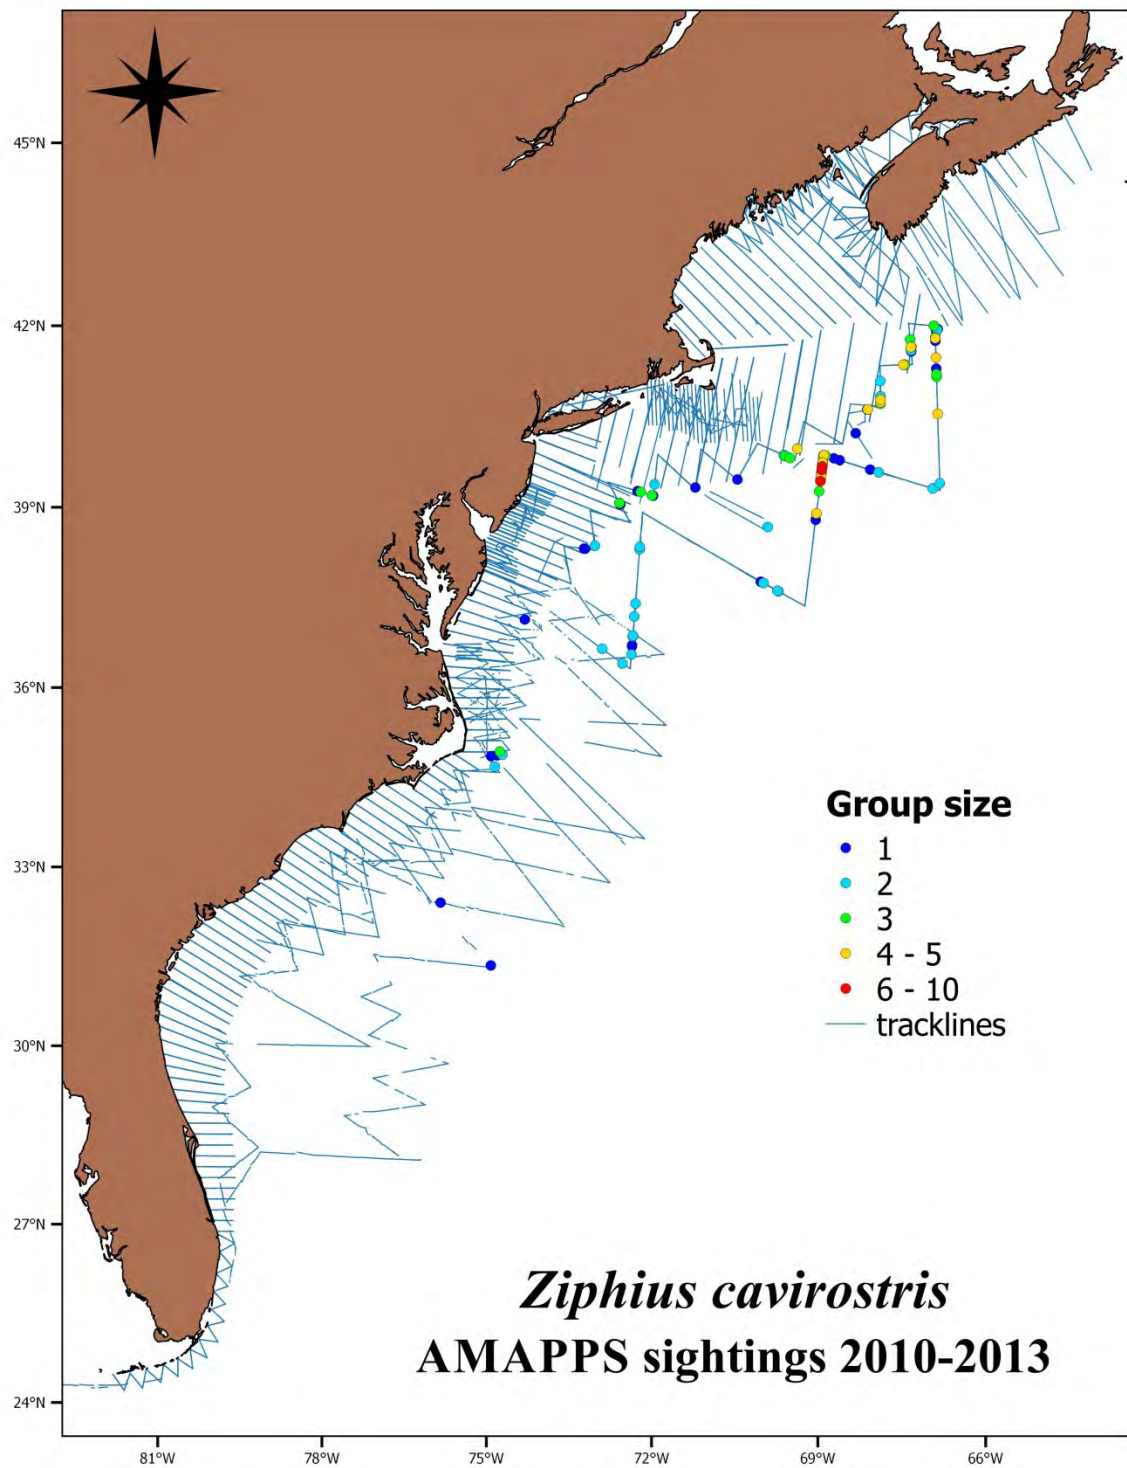 45°N
42°N
39°N
36°N
33°N
30°N
27°N
24°N
Group size
1
2
3
4 - 5
6 - 10
tracklines
Ziphius cavirostris
AMAPPS sightings 2010-2013
81°W
78°W
75°W
72°W
69°W
66°W